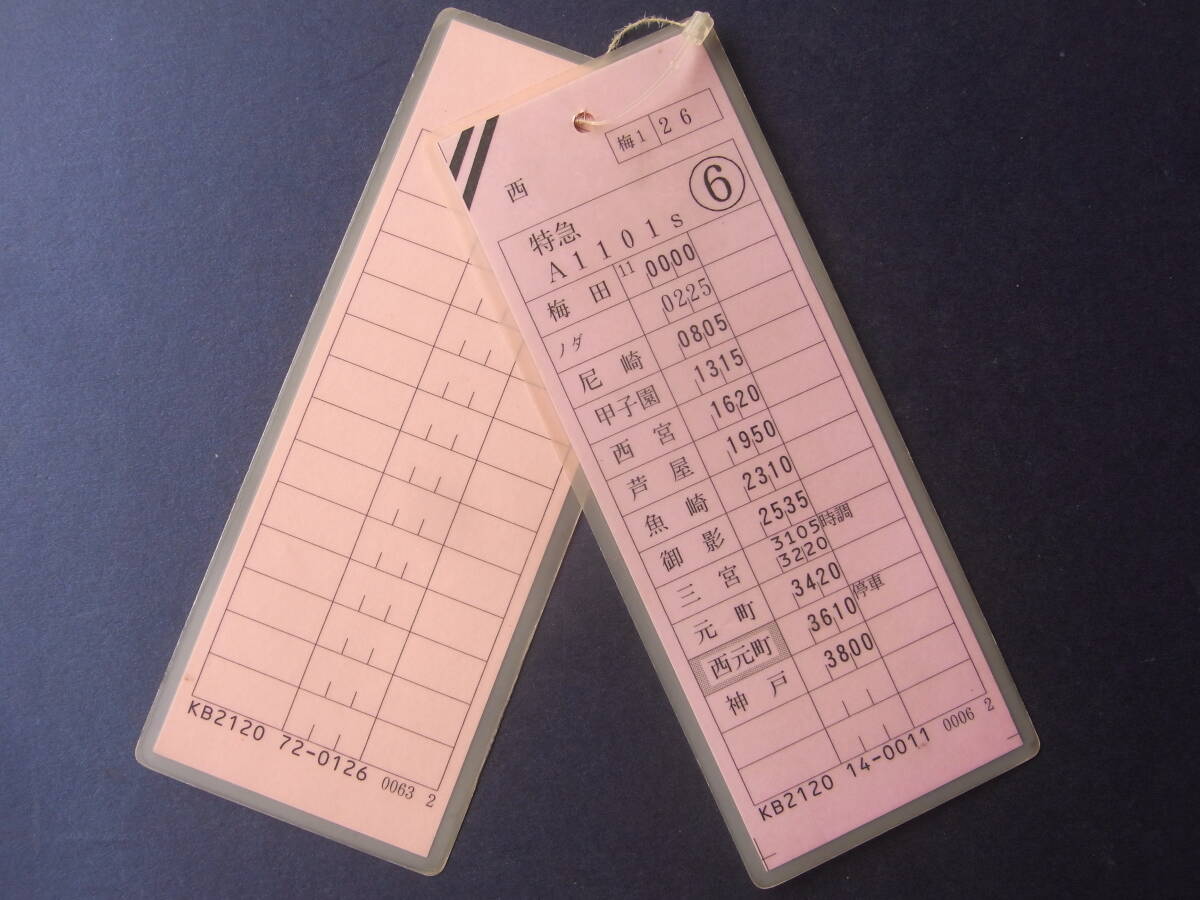 梅1 26
西
⑥
特急
A1101s
梅田 11 0000
ノダ 0225
尼崎 0805
甲子園 1315
西宮 1620
芦屋 1950
魚崎 2310
御影 2535
三宮 3105 時調
3220
元町 3420
西元町 3610 停車
神戸 3800
KB2120 14-0011 0006 2
KB2120 72-0126 0063 2